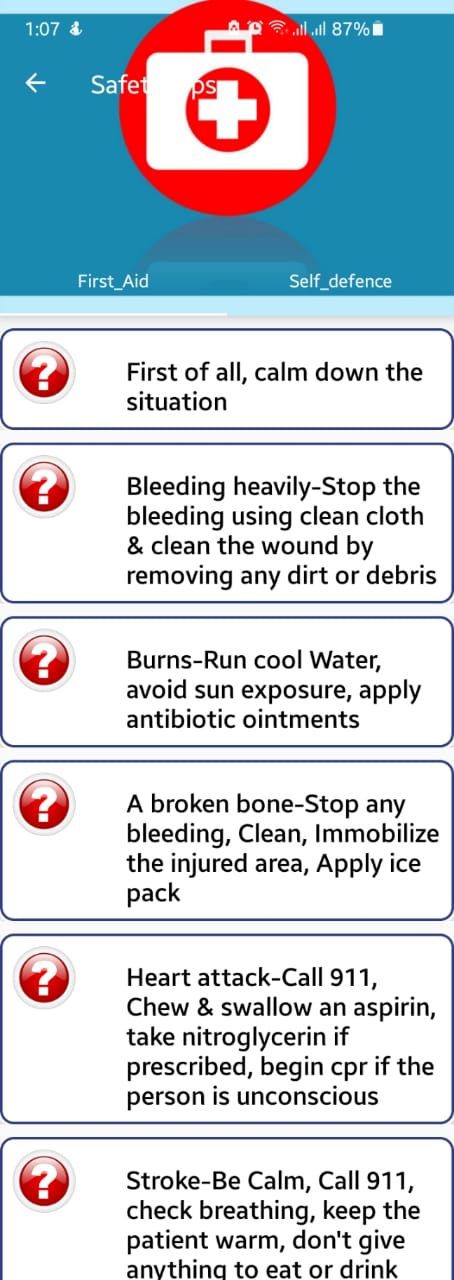 1:07 87%
Safet ps
First_Aid Self_defence
First of all, calm down the
situation
Bleeding heavily-Stop the
bleeding using clean cloth
& clean the wound by
removing any dirt or debris
Burns-Run cool Water,
avoid sun exposure, apply
antibiotic ointments
A broken bone-Stop any
bleeding, Clean, Immobilize
the injured area, Apply ice
pack
Heart attack-Call 911,
Chew & swallow an aspirin,
take nitroglycerin if
prescribed, begin cpr if the
person is unconscious
Stroke-Be Calm, Call 911,
check breathing, keep the
patient warm, don't give
anything to eat or drink